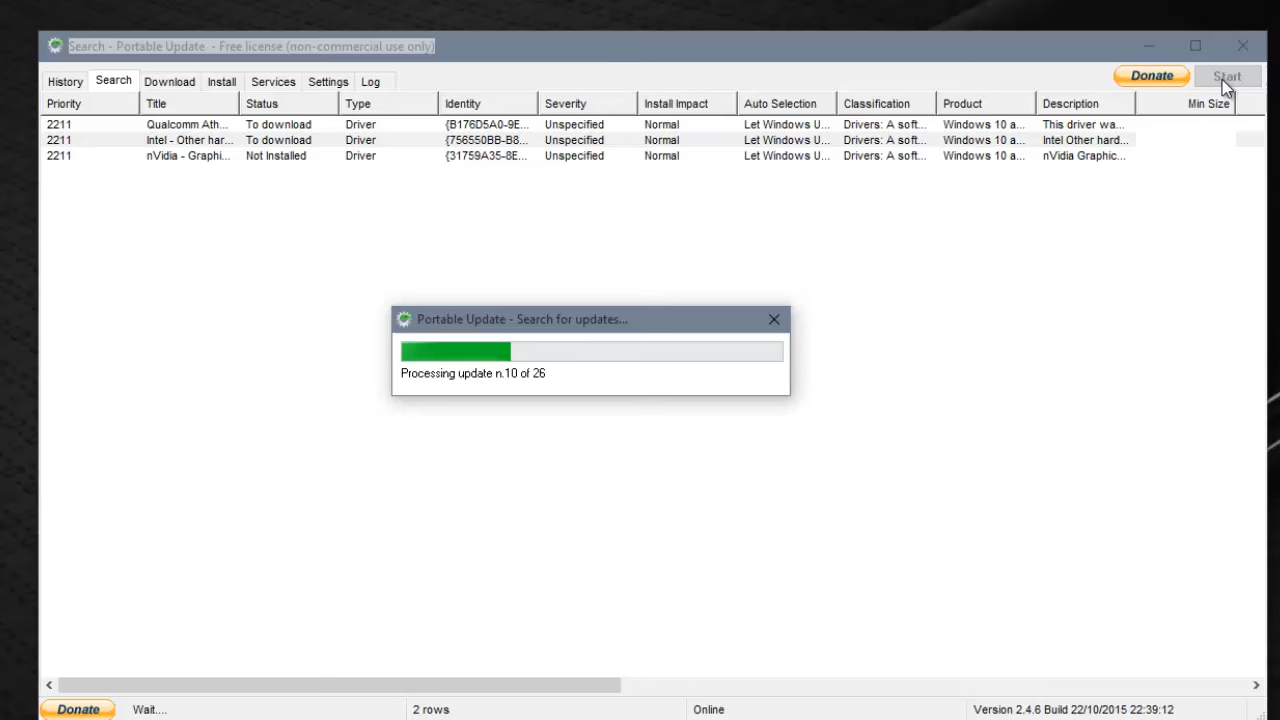 Search - Portable Update - Free license (non-commercial use only)
History Search Download Install Services Settings Log Donate Start
Priority Title Status Type Identity Severity Install Impact Auto Selection Classification Product Description Min Size
2211 Qualcomm Ath... To download Driver {B176D5A0-9E... Unspecified Normal Let Windows U... Drivers: A soft... Windows 10 a... This driver wa...
2211 Intel - Other har... To download Driver {756550BB-B8... Unspecified Normal Let Windows U... Drivers: A soft... Windows 10 a... Intel Other hard...
2211 nVidia - Graphi... Not Installed Driver {31759A35-8E... Unspecified Normal Let Windows U... Drivers: A soft... Windows 10 a... nVidia Graphic...
Portable Update - Search for updates...
Processing update n.10 of 26
Donate Wait.... 2 rows Online Version 2.4.6 Build 22/10/2015 22:39:12